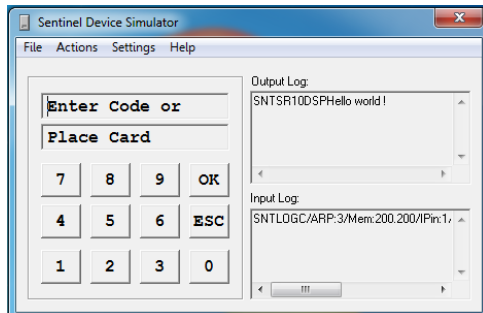 Sentinel Device Simulator
File Actions Settings Help
Enter Code or
Place Card
7 8 9 OK
4 5 6 ESC
1 2 3 0
Output Log:
SNTSR10DSPHello world !
Input Log:
SNTLOGC/ARP:3/Mem:200.200/IPin:1,